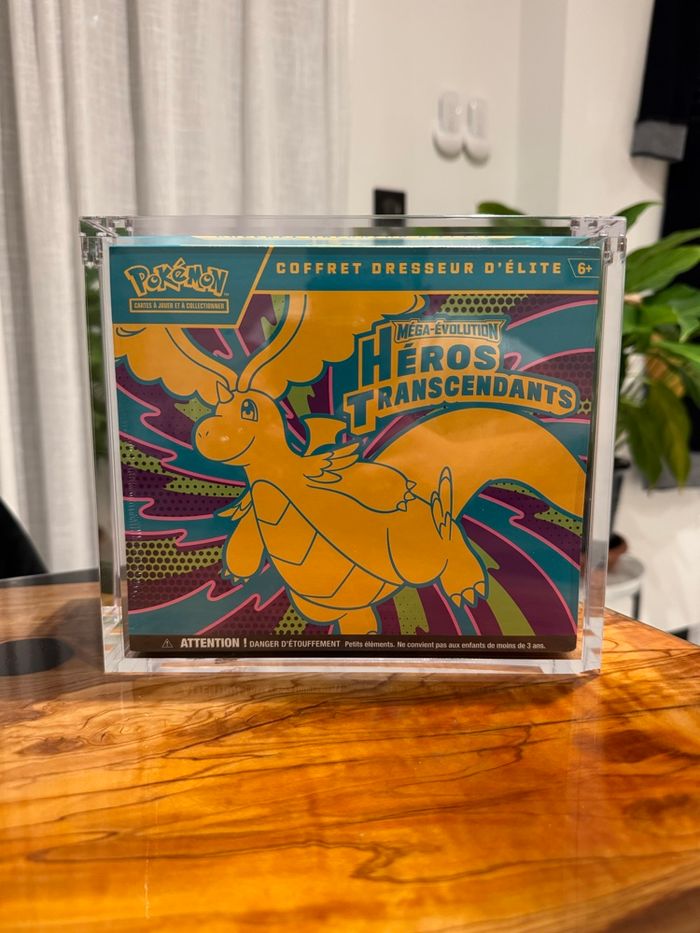 POKÉMON
CARTES À JOUER ET À COLLECTIONNER
COFFRET DRESSEUR D'ÉLITE 6+
MÉGA-ÉVOLUTION
HÉROS
TRANSCENDANTS
ATTENTION ! DANGER D'ÉTOUFFEMENT Petits éléments. Ne convient pas aux enfants de moins de 3 ans.